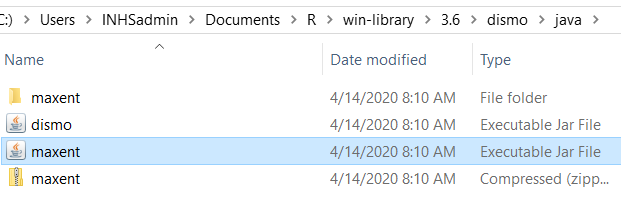 :) > Users > INHSadmin > Documents > R > win-library > 3.6 > dismo > java >
Name Date modified Type
maxent 4/14/2020 8:10 AM File folder
dismo 4/14/2020 8:10 AM Executable Jar File
maxent 4/14/2020 8:10 AM Executable Jar File
maxent 4/14/2020 8:10 AM Compressed (zipp...